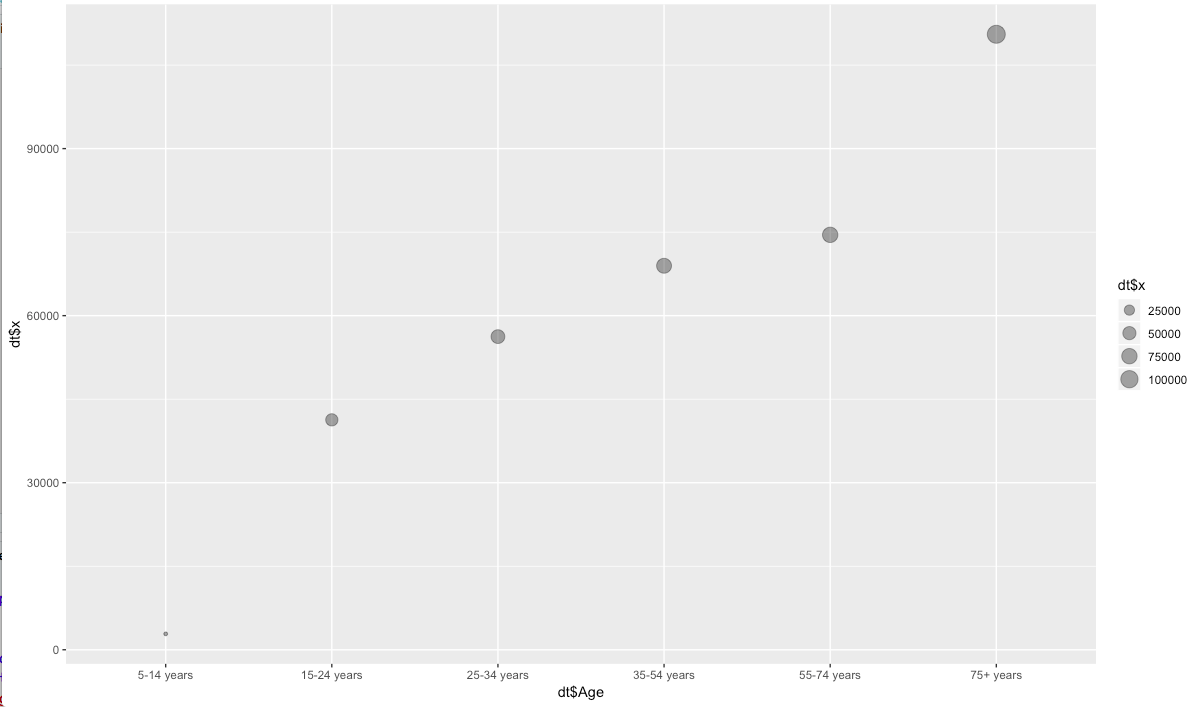 90000
60000
30000
0
dt$x
5-14 years
15-24 years
25-34 years
35-54 years
55-74 years
75+ years
dt$Age
dt$x
25000
50000
75000
100000